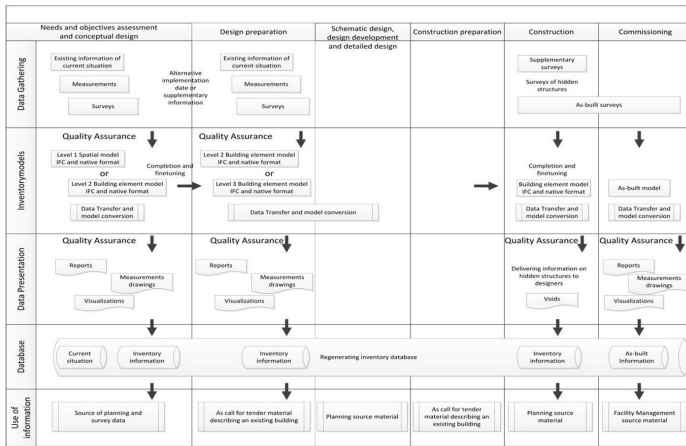 Needs and objectives assessment
and conceptual design
Design preparation
Schematic design,
design development
and detailed design
Construction preparation
Construction
Commissioning
Data Gathering
Existing information of
current situation
Measurements
Surveys
Alternative
implementation
date or
supplementary
information
Existing information of
current situation
Measurements
Surveys
Supplementary
surveys
Surveys of hidden
structures
As-built surveys
Inventorymodels
Quality Assurance
Level 1 Spatial model
IFC and native format
or
Level 2 Building element model
IFC and native format
Data Transfer and
model conversion
Completion and
finetuning
Quality Assurance
Level 2 Building element model
IFC and native format
or
Level 3 Building element model
IFC and native format
Data Transfer and model conversion
Completion and
finetuning
Building element model
IFC and native format
Data Transfer and
model conversion
As-built model
Data Transfer and
model conversion
Data Presentation
Quality Assurance
Reports
Measurements
drawings
Visualizations
Quality Assurance
Reports
Measurements
drawings
Visualizations
Quality Assurance
Delivering information on
hidden structures to
designers
Voids
Quality Assurance
Reports
Measurements
drawings
Visualizations
Database
Current
situation
Inventory
information
Inventory
information
Regenerating inventory database
Inventory
information
As-built
Information
Use of
information
Source of planning and
survey data
As call for tender material
describing an existing building
Planning source material
As call for tender
material describing an
existing building
Planning source
material
Facility Management
source material